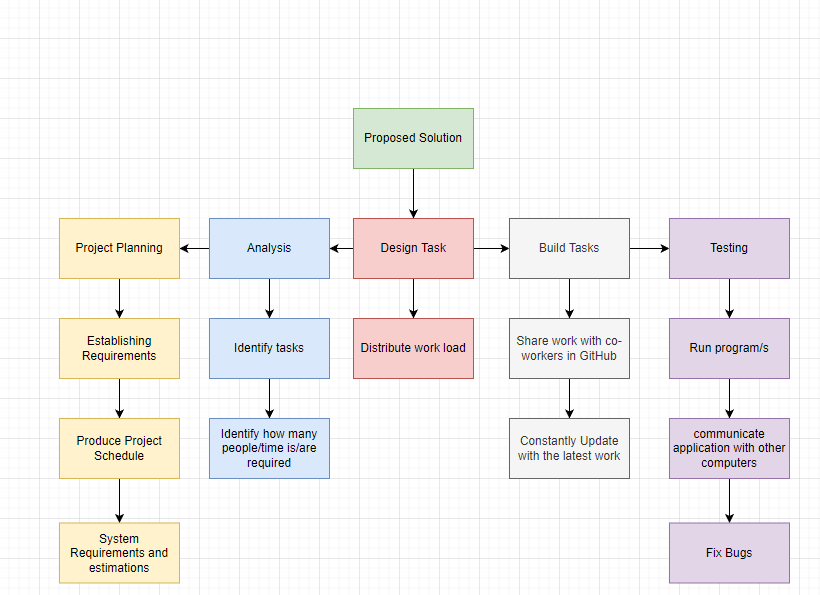 Proposed Solution
Project Planning
Analysis
Design Task
Build Tasks
Testing
Establishing
Requirements
Identify tasks
Distribute work load
Share work with co-
workers in GitHub
Run program/s
Produce Project
Schedule
Identify how many
people/time is/are
required
Constantly Update
with the latest work
communicate
application with other
computers
System
Requirements and
estimations
Fix Bugs